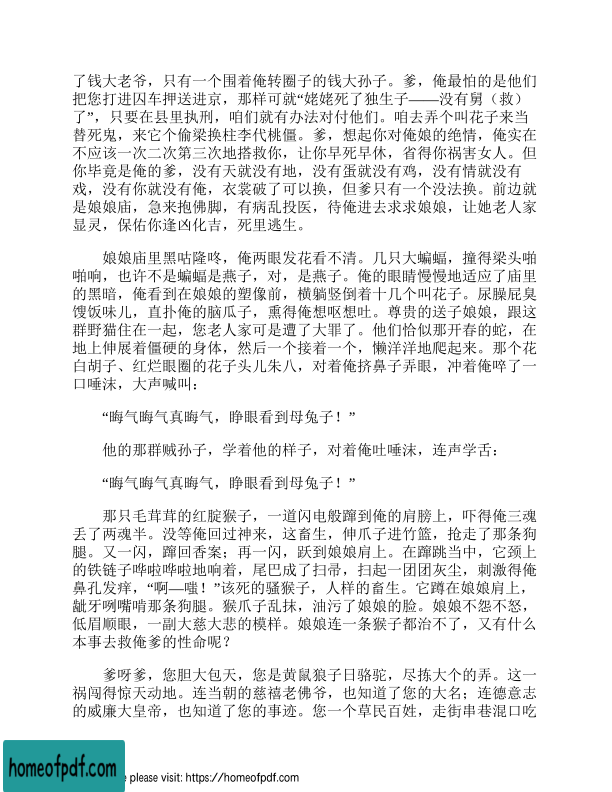 了钱大老爷，只有一个围着俺转圈子的钱大孙子。爹，俺最怕的是他们
把您打进囚车押送进京，那样可就“姥姥死了独生子——没有舅（救）
了”，只要在县里执刑，咱们就有办法对付他们。咱去弄个叫花子来当
替死鬼，来它个偷梁换柱李代桃僵。爹，想起你对俺娘的绝情，俺实在
不应该一次二次第三次地搭救你，让你早死早休，省得你祸害女人。但
你毕竟是俺的爹，没有天就没有地，没有蛋就没有鸡，没有情就没有
戏，没有你就没有俺，衣裳破了可以换，但爹只有一个没法换。前边就
是娘娘庙，急来抱佛脚，有病乱投医，待俺进去求求娘娘，让她老人家
显灵，保佑你逢凶化吉，死里逃生。
娘娘庙里黑咕隆咚，俺两眼发花看不清。几只大蝙蝠，撞得梁头啪
啪响，也许不是蝙蝠是燕子，对，是燕子。俺的眼睛慢慢地适应了庙里
的黑暗，俺看到在娘娘的塑像前，横躺竖倒着十几个叫花子。尿臊屁臭
馊饭味儿，直扑俺的脑瓜子，熏得俺想呕想吐。尊贵的送子娘娘，跟这
群野猫住在一起，您老人家可是遭了大罪了。他们恰似那开春的蛇，在
地上伸展着僵硬的身体，然后一个接着一个，懒洋洋地爬起来。那个花
白胡子、红烂眼圈的花子头儿朱八，对着俺挤鼻子弄眼，冲着俺啐了一
口唾沫，大声喊叫：
“晦气晦气真晦气，睁眼看到母兔子！”
他的那群贼孙子，学着他的样子，对着俺吐唾沫，连声学舌：
“晦气晦气真晦气，睁眼看到母兔子！”
那只毛茸茸的红腚猴子，一道闪电般蹿到俺的肩膀上，吓得俺三魂
丢了两魂半。没等俺回过神来，这畜生，伸爪子进竹篮，抢走了那条狗
腿。又一闪，蹿回香案；再一闪，跃到娘娘肩上。在蹿跳当中，它颈上
的铁链子哗啦哗啦地响着，尾巴成了扫帚，扫起一团团灰尘，刺激得俺
鼻孔发痒，“啊—嗤！”该死的骚猴子，人样的畜生。它蹲在娘娘肩上，
龇牙咧嘴啃那条狗腿。猴爪子乱抹，油污了娘娘的脸。娘娘不怨不怒，
低眉顺眼，一副大慈大悲的模样。娘娘连一条猴子都治不了，又有什么
本事去救俺爹的性命呢？
爹呀爹，您胆大包天，您是黄鼠狼子日骆驼，尽拣大个的弄。这一
祸闯得惊天动地。连当朝的慈禧老佛爷，也知道了您的大名；连德意志
的威廉大皇帝，也知道了您的事迹。您一个草民百姓，走街串巷混口吃
homeofpdf.com
e please visit: https://homeofpdf.com